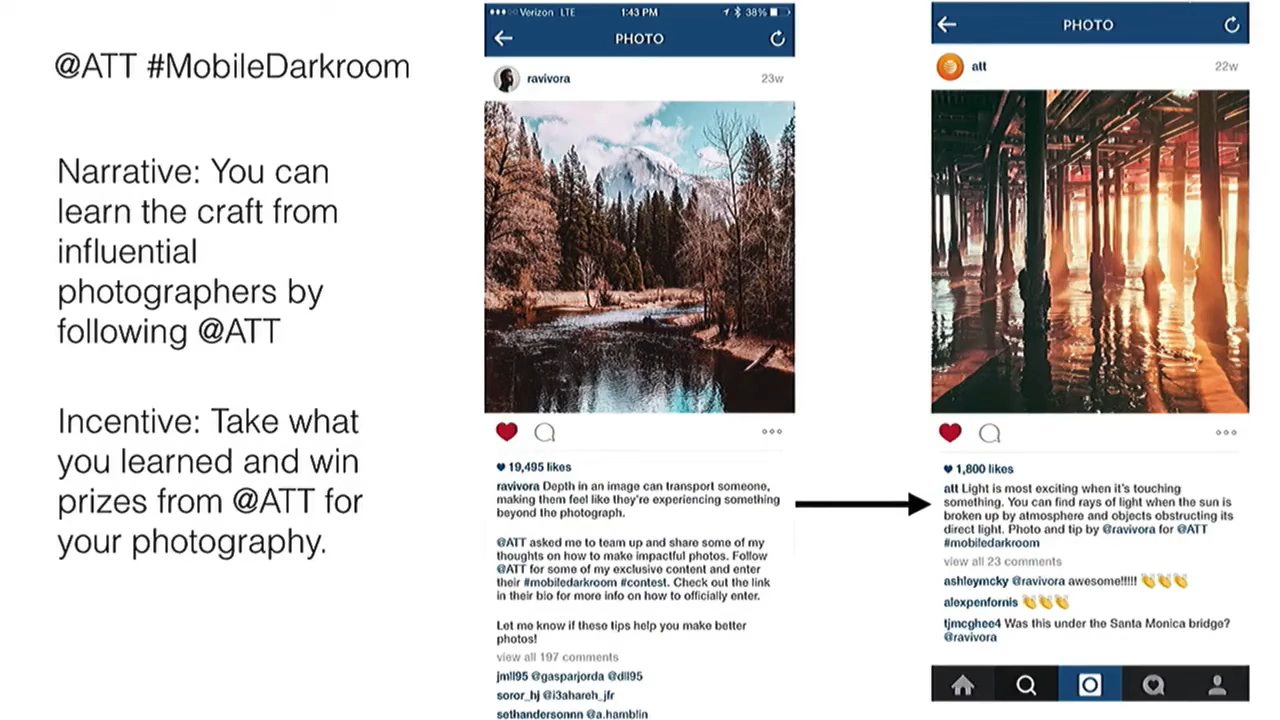 @ATT #MobileDarkroom
Narrative: You can
learn the craft from
influential
photographers by
following @ATT
Incentive: Take what
you learned and win
prizes from @ATT for
your photography.
Verizon LTE 1:43 PM 38%
PHOTO
ravivora 23w
19,495 likes
ravivora Depth in an image can transport someone,
making them feel like they're experiencing something
beyond the photograph.
@ATT asked me to team up and share some of my
thoughts on how to make impactful photos. Follow
@ATT for some of my exclusive content and enter
their #mobiledarkroom #contest. Check out the link
in their bio for more info on how to officially enter.
Let me know if these tips help you make better
photos!
view all 197 comments
jmll95 @gasparjorda @dll95
soror_hj @i3ahareh_jfr
sethandersonnn @a.hamblin
PHOTO
att 22w
1,800 likes
att Light is most exciting when it's touching
something. You can find rays of light when the sun is
broken up by atmosphere and objects obstructing its
direct light. Photo and tip by @ravivora for @ATT
#mobiledarkroom
view all 23 comments
ashleymcky @ravivora awesome!!!!! 👏👏👏
alexpenfornis 👏👏👏
tjmcghee4 Was this under the Santa Monica bridge?
@ravivora